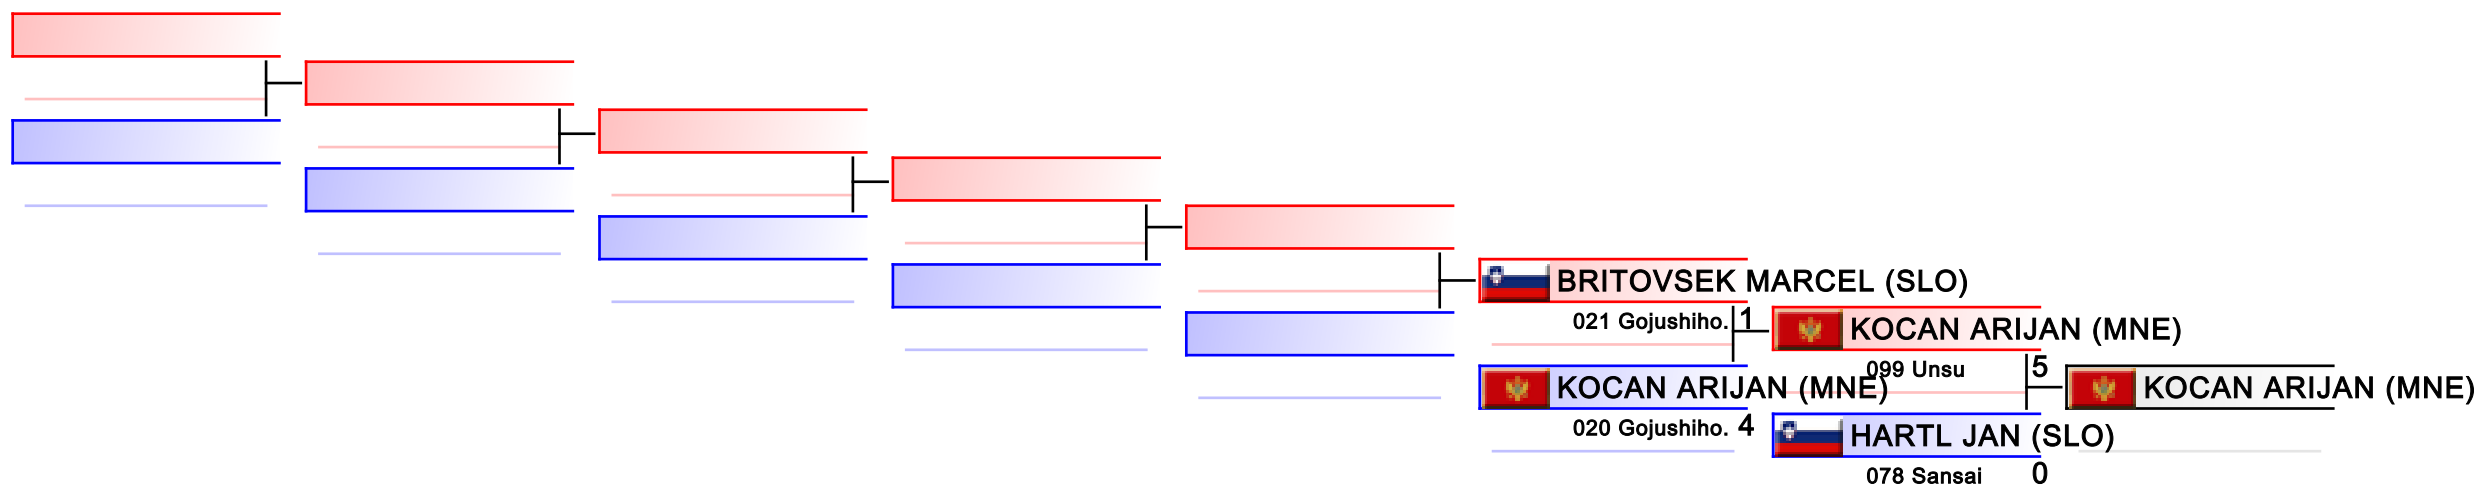 BRITOVSEK MARCEL (SLO)
021 Gojushiho. 1
KOCAN ARIJAN (MNE)
020 Gojushiho. 4
KOCAN ARIJAN (MNE)
099 Unsu 5
HARTL JAN (SLO)
078 Sansai 0
KOCAN ARIJAN (MNE)